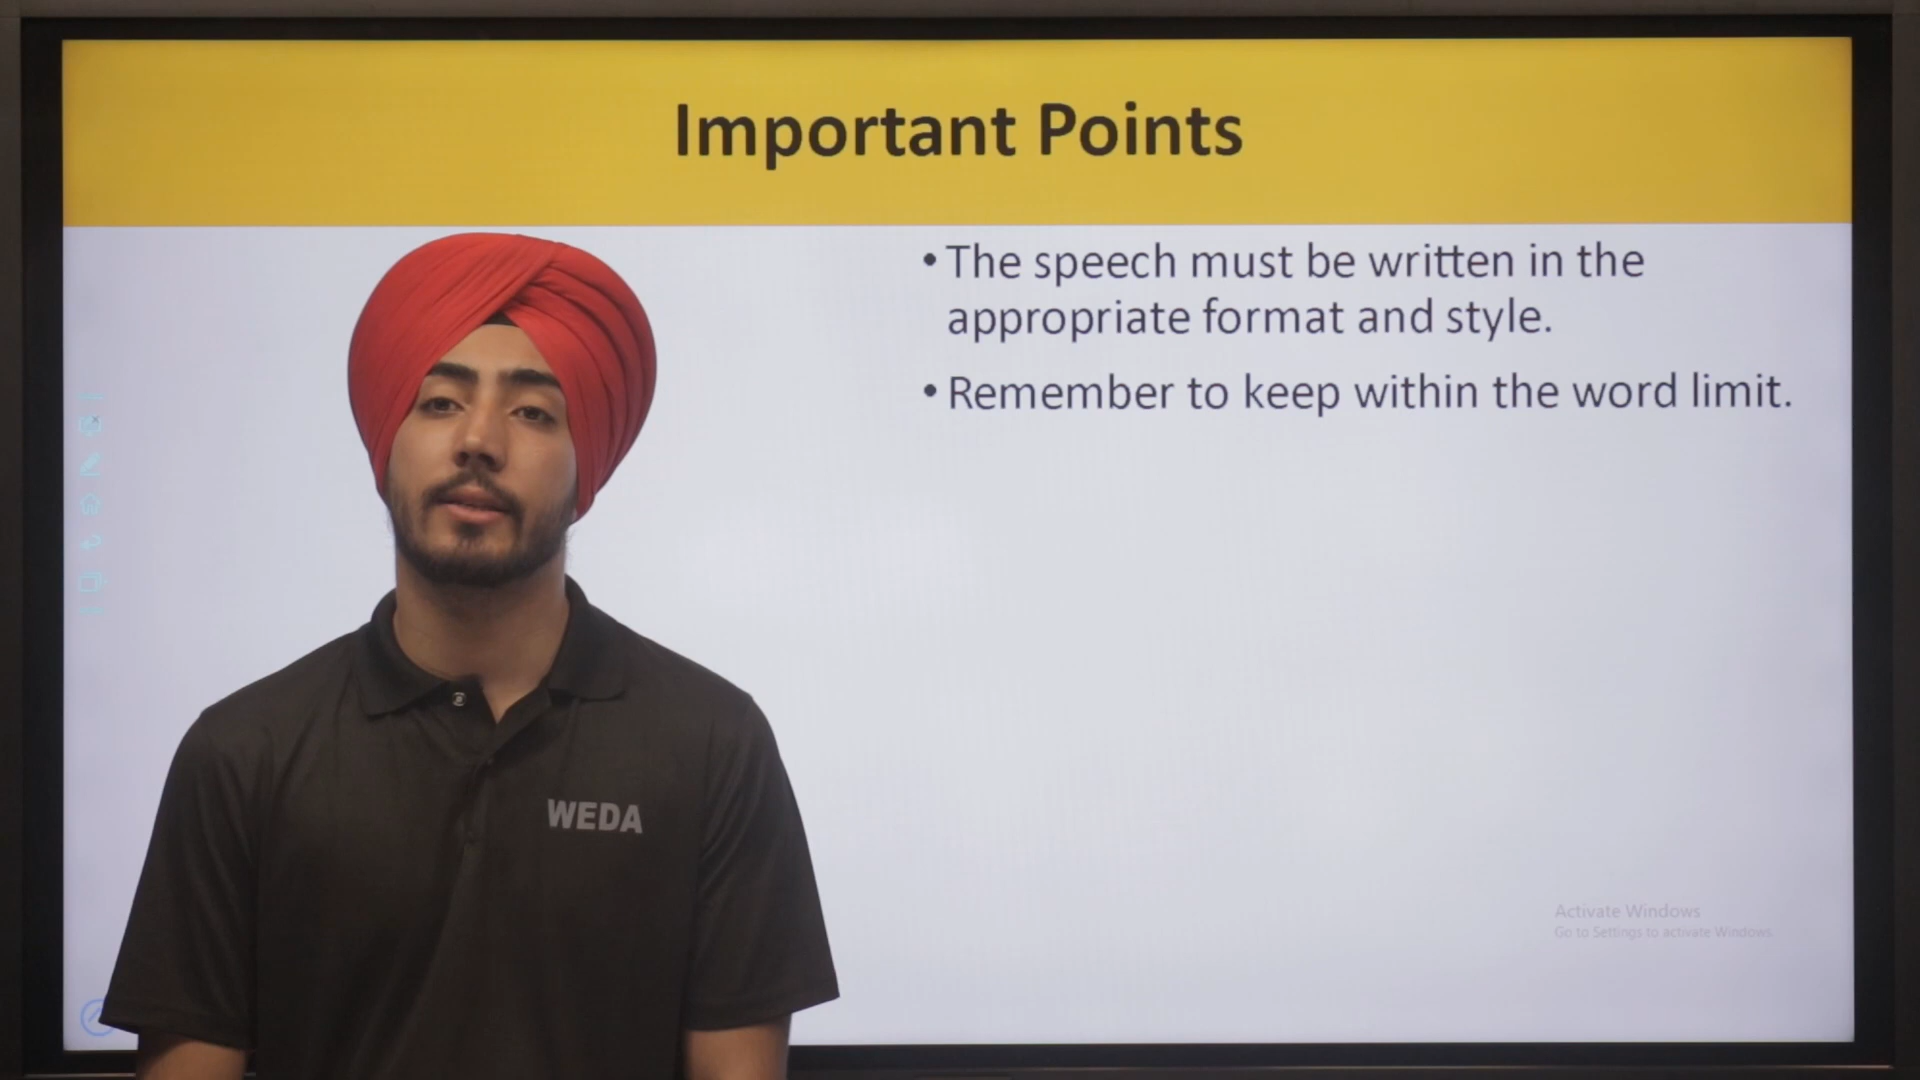 Important Points
• The speech must be written in the
appropriate format and style.
• Remember to keep within the word limit.
WEDA
Activate Windows
Go to Settings to activate Windows.